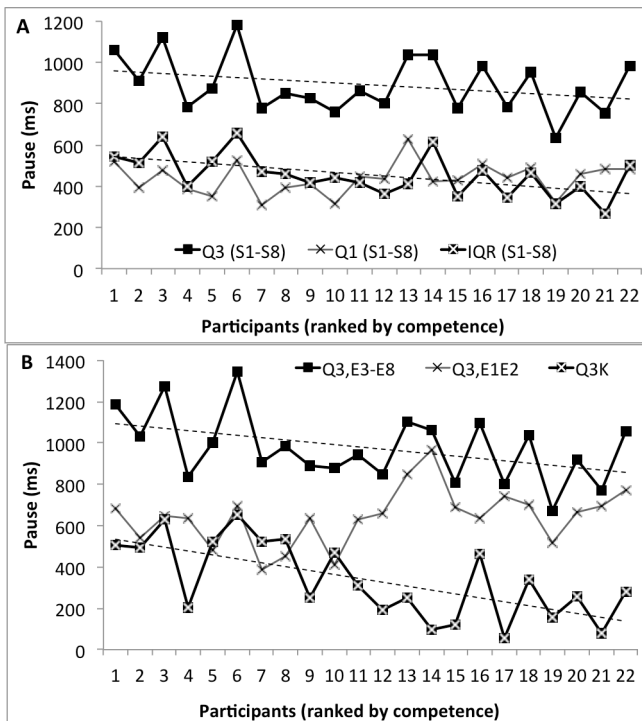 A
1200
1000
800
600
400
200
0
Pause (ms)
Q3 (S1-S8) Q1 (S1-S8) IQR (S1-S8)
1 2 3 4 5 6 7 8 9 10 11 12 13 14 15 16 17 18 19 20 21 22
Participants (ranked by competence)
B
1400
1200
1000
800
600
400
200
0
Pause (ms)
Q3,E3-E8 Q3,E1E2 Q3K
1 2 3 4 5 6 7 8 9 10 11 12 13 14 15 16 17 18 19 20 21 22
Participants (ranked by competence)